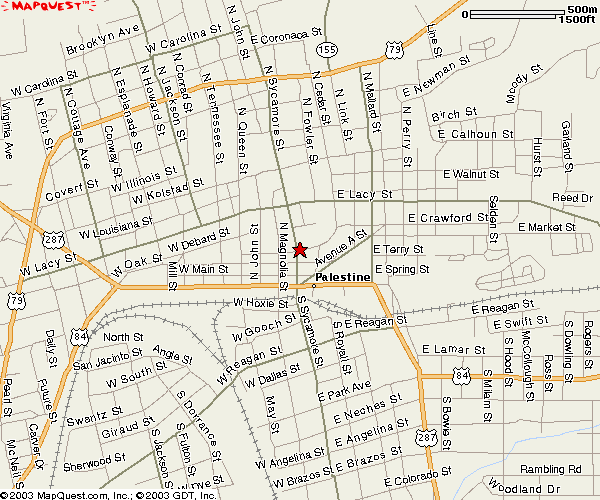 MAPQUEST™
0 500m
1500ft
Brooklyn Ave
W Carolina St
N John St
E Coronaca St
155
79
Line St
W Carolina St
N Conrad St
N Jackson St
N Howard St
N Esplanade St
N Tennessee St
N Sycamore St
N Cedar St
N Link St
N Mallard St
E Newman St
Moody St
Virginia Ave
N Fort St
N Cottage Ave
Conway St
N Queen St
N Fowler St
N Perry St
Birch St
E Calhoun St
Garland St
Hurst St
Covert St
W Illinois St
W Kolstad St
E Walnut St
E Lacy St
Reed Dr
W Louisiana St
Selden St
E Crawford St
E Market St
287
W Debard St
N John St
N Magnolia St
Avenue A St
E Terry St
W Lacy St
W Oak St
Mill St
W Main St
E Spring St
Palestine
79
W Hoxie St
E Reagan St
84
Daily St
North St
W Gooch St
S Sycamore St
S Royall St
E Reagan St
E Swift St
S Hood St
McCollough St
Ross St
S Dowling St
Rogers St
San Jacinto St
Angle St
W Reagan St
E Lamar St
Pearl St
Future St
W South St
W Dallas St
84
S Milam St
E Park Ave
Swantz St
S Dorrance St
May St
E Neches St
S Bowie St
McNeil St
Carver Dr
Giraud St
S Fulton St
S Jackson St
E Angelina St
287
Sherwood St
W Angelina St
W Brazos St
E Brazos St
E Colorado St
Rambling Rd
Woodland Dr
©2003 MapQuest.com, Inc.; ©2003 GDT, Inc.